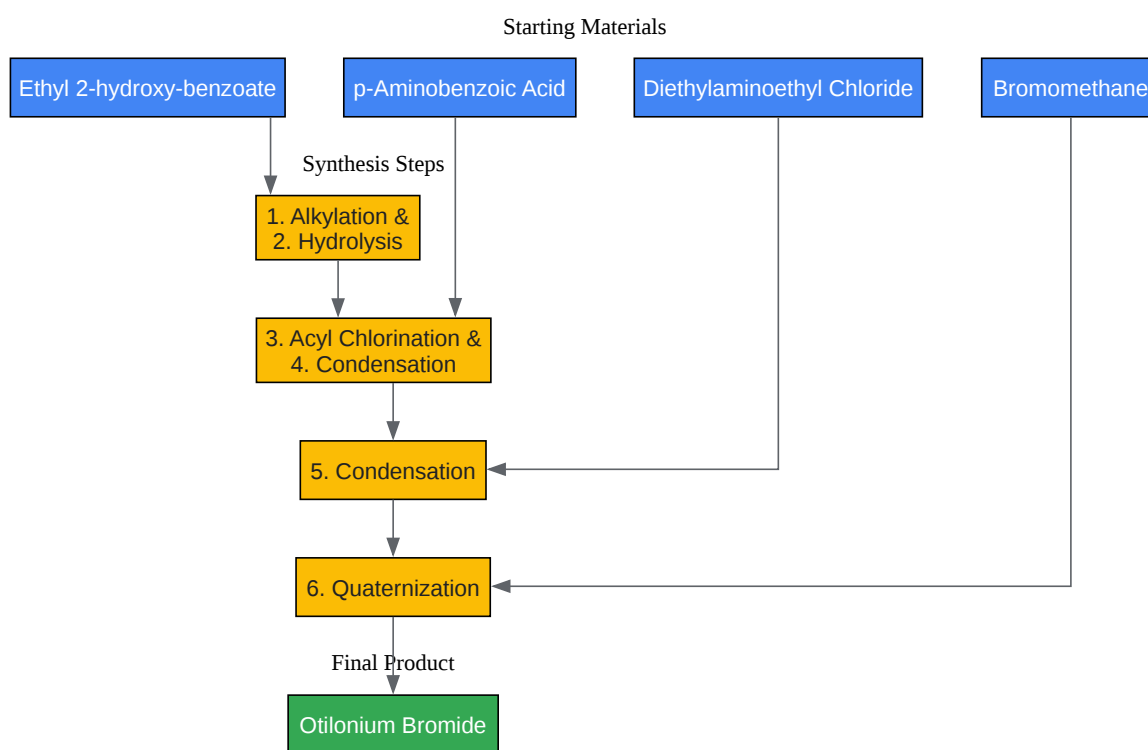 Starting Materials
Ethyl 2-hydroxy-benzoate
p-Aminobenzoic Acid
Diethylaminoethyl Chloride
Bromomethane
Synthesis Steps
1. Alkylation &
2. Hydrolysis
3. Acyl Chlorination &
4. Condensation
5. Condensation
6. Quaternization
Final Product
Otilonium Bromide